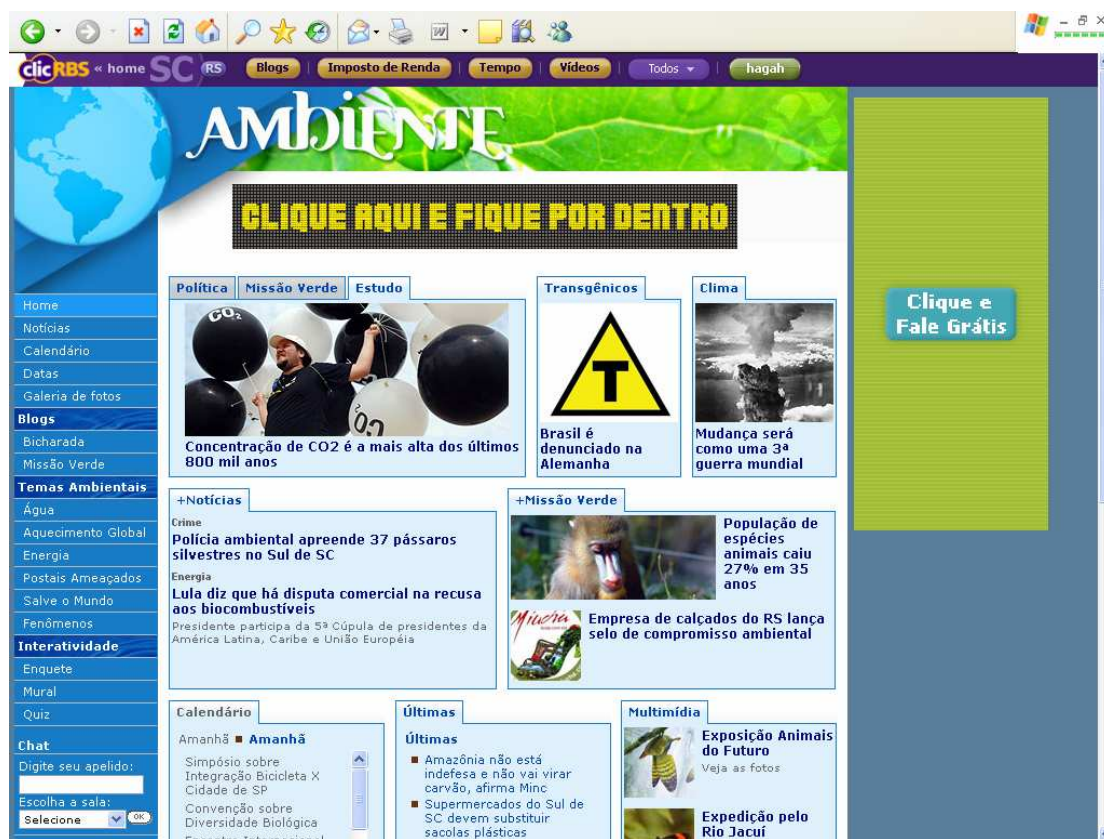 clicRBS « home SC RS Blogs Imposto de Renda Tempo Vídeos Todos hagah
AMbiENTE
CLIQUE AQUI E FIQUE POR DENTRO
Clique e
Fale Grátis
Home
Notícias
Calendário
Datas
Galeria de fotos
Blogs
Bicharada
Missão Verde
Temas Ambientais
Água
Aquecimento Global
Energia
Postais Ameaçados
Salve o Mundo
Fenômenos
Interatividade
Enquete
Mural
Quiz
Chat
Digite seu apelido:
Escolha a sala:
Selecione OK
Política Missão Verde Estudo
CO2
CO2
Concentração de CO2 é a mais alta dos últimos
800 mil anos
Transgênicos
T
Brasil é
denunciado na
Alemanha
Clima
Mudança será
como uma 3ª
guerra mundial
+Notícias
Crime
Polícia ambiental apreende 37 pássaros
silvestres no Sul de SC
Energia
Lula diz que há disputa comercial na recusa
aos biocombustíveis
Presidente participa da 5ª Cúpula de presidentes da
América Latina, Caribe e União Européia
+Missão Verde
População de
espécies
animais caiu
27% em 35
anos
Empresa de calçados do RS lança
selo de compromisso ambiental
Calendário
Amanhã Amanhã
Simpósio sobre
Integração Bicicleta X
Cidade de SP
Convenção sobre
Diversidade Biológica
Últimas
Últimas
Amazônia não está
indefesa e não vai virar
carvão, afirma Minc
Supermercados do Sul de
SC devem substituir
sacolas plásticas
Multimídia
Exposição Animais
do Futuro
Veja as fotos
Expedição pelo
Rio Jacuí